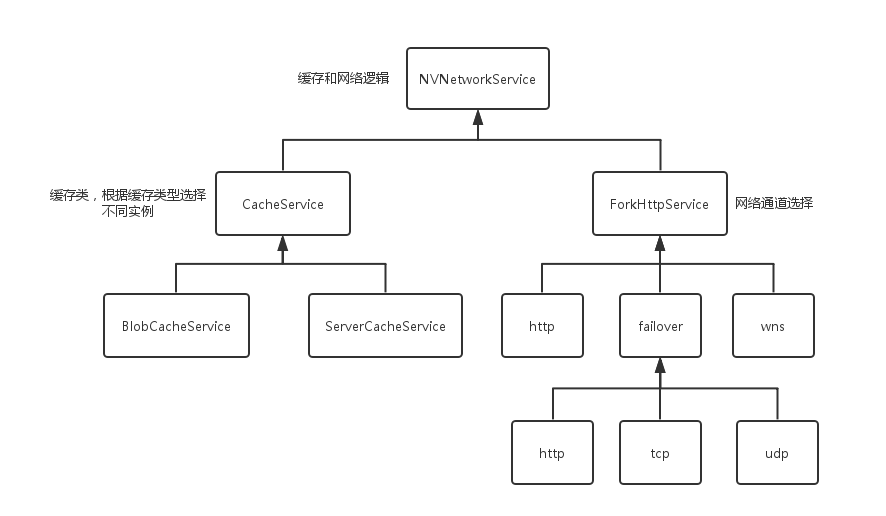 缓存和网络逻辑
NVNetworkService
缓存类，根据缓存类型选择
不同实例
CacheService
ForkHttpService
网络通道选择
BlobCacheService
ServerCacheService
http
failover
wns
http
tcp
udp